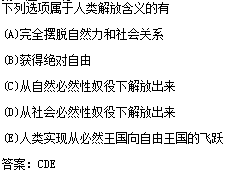 下列选项属于人类解放含义的有
(A)完全摆脱自然力和社会关系
(B)获得绝对自由
(C)从自然必然性奴役下解放出来
(D)从社会必然性奴役下解放出来
(E)人类实现从必然王国向自由王国的飞跃
答案：CDE